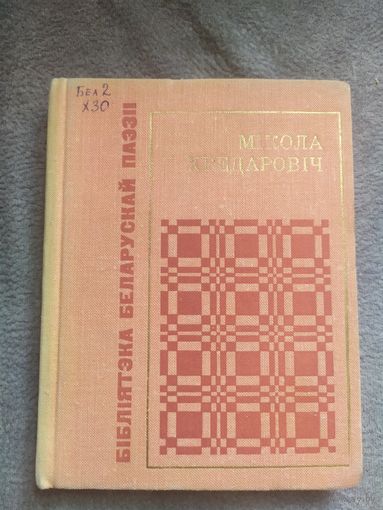 Бел 2
Х30
БІБЛІЯТЭКА БЕЛАРУСКАЙ ПАЭЗІІ
МІКОЛА
ХВЕДАРОВІЧ